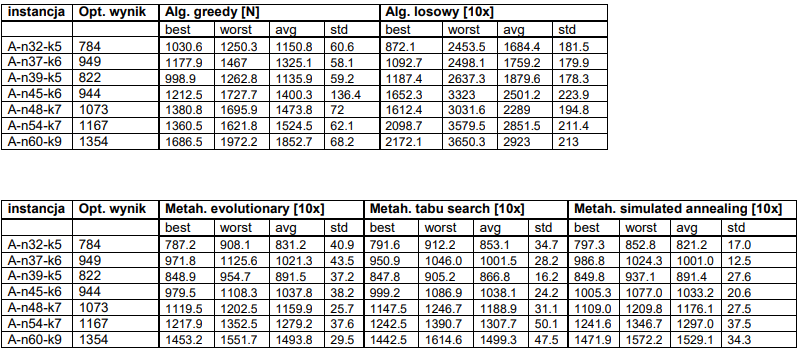 instancja Opt. wynik Alg. greedy [N] Alg. losowy [10x]
best worst avg std best worst avg std
A-n32-k5 784 1030.6 1250.3 1150.8 60.6 872.1 2453.5 1684.4 181.5
A-n37-k6 949 1177.9 1467 1325.1 58.1 1092.7 2498.1 1759.2 179.9
A-n39-k5 822 998.9 1262.8 1135.9 59.2 1187.4 2637.3 1879.6 178.3
A-n45-k6 944 1212.5 1727.7 1400.3 136.4 1652.3 3323 2501.2 223.9
A-n48-k7 1073 1380.8 1695.9 1473.8 72 1612.4 3031.6 2289 194.8
A-n54-k7 1167 1360.5 1621.8 1524.5 62.1 2098.7 3579.5 2851.5 211.4
A-n60-k9 1354 1686.5 1972.2 1852.7 68.2 2172.1 3650.3 2923 213
instancja Opt. wynik Metah. evolutionary [10x] Metah. tabu search [10x] Metah. simulated annealing [10x]
best worst avg std best worst avg std best worst avg std
A-n32-k5 784 787.2 908.1 831.2 40.9 791.6 912.2 853.1 34.7 797.3 852.8 821.2 17.0
A-n37-k6 949 971.8 1125.6 1021.3 43.5 950.9 1046.0 1001.5 28.2 986.8 1024.3 1001.0 12.5
A-n39-k5 822 848.9 954.7 891.5 37.2 847.8 905.2 866.8 16.2 849.8 937.1 891.4 27.6
A-n45-k6 944 979.5 1108.3 1037.8 38.2 999.2 1086.9 1038.1 24.2 1005.3 1077.0 1033.2 20.6
A-n48-k7 1073 1119.5 1202.5 1159.9 25.7 1147.5 1246.7 1188.9 31.1 1109.0 1209.8 1176.1 27.5
A-n54-k7 1167 1217.9 1352.5 1279.2 37.6 1242.5 1390.7 1307.7 50.1 1241.6 1346.7 1297.0 37.5
A-n60-k9 1354 1453.2 1551.7 1493.8 29.5 1442.5 1614.6 1499.3 47.5 1471.9 1572.2 1529.1 34.3